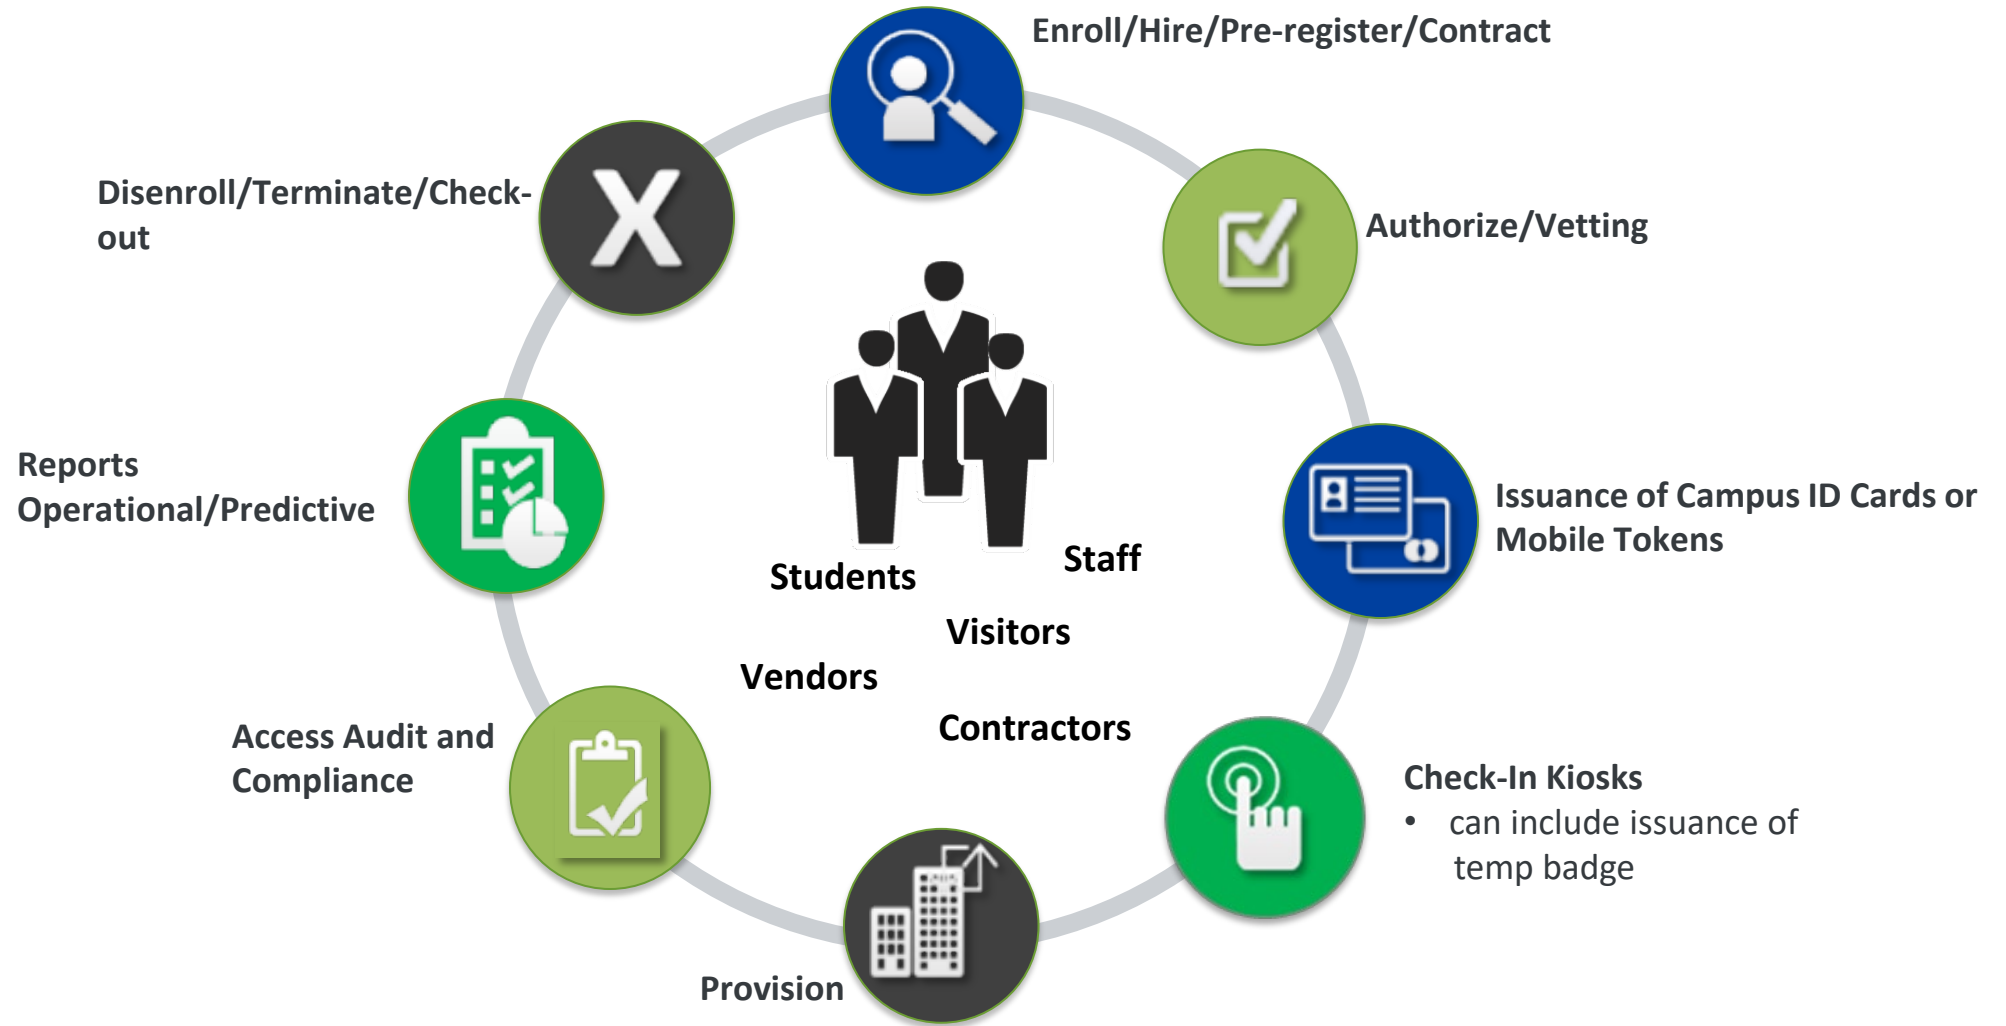 Enroll/Hire/Pre-register/Contract
Authorize/Vetting
Issuance of Campus ID Cards or
Mobile Tokens
Check-In Kiosks
• can include issuance of
temp badge
Provision
Access Audit and
Compliance
Reports
Operational/Predictive
Disenroll/Terminate/Check-
out
X
Staff
Students
Visitors
Vendors
Contractors